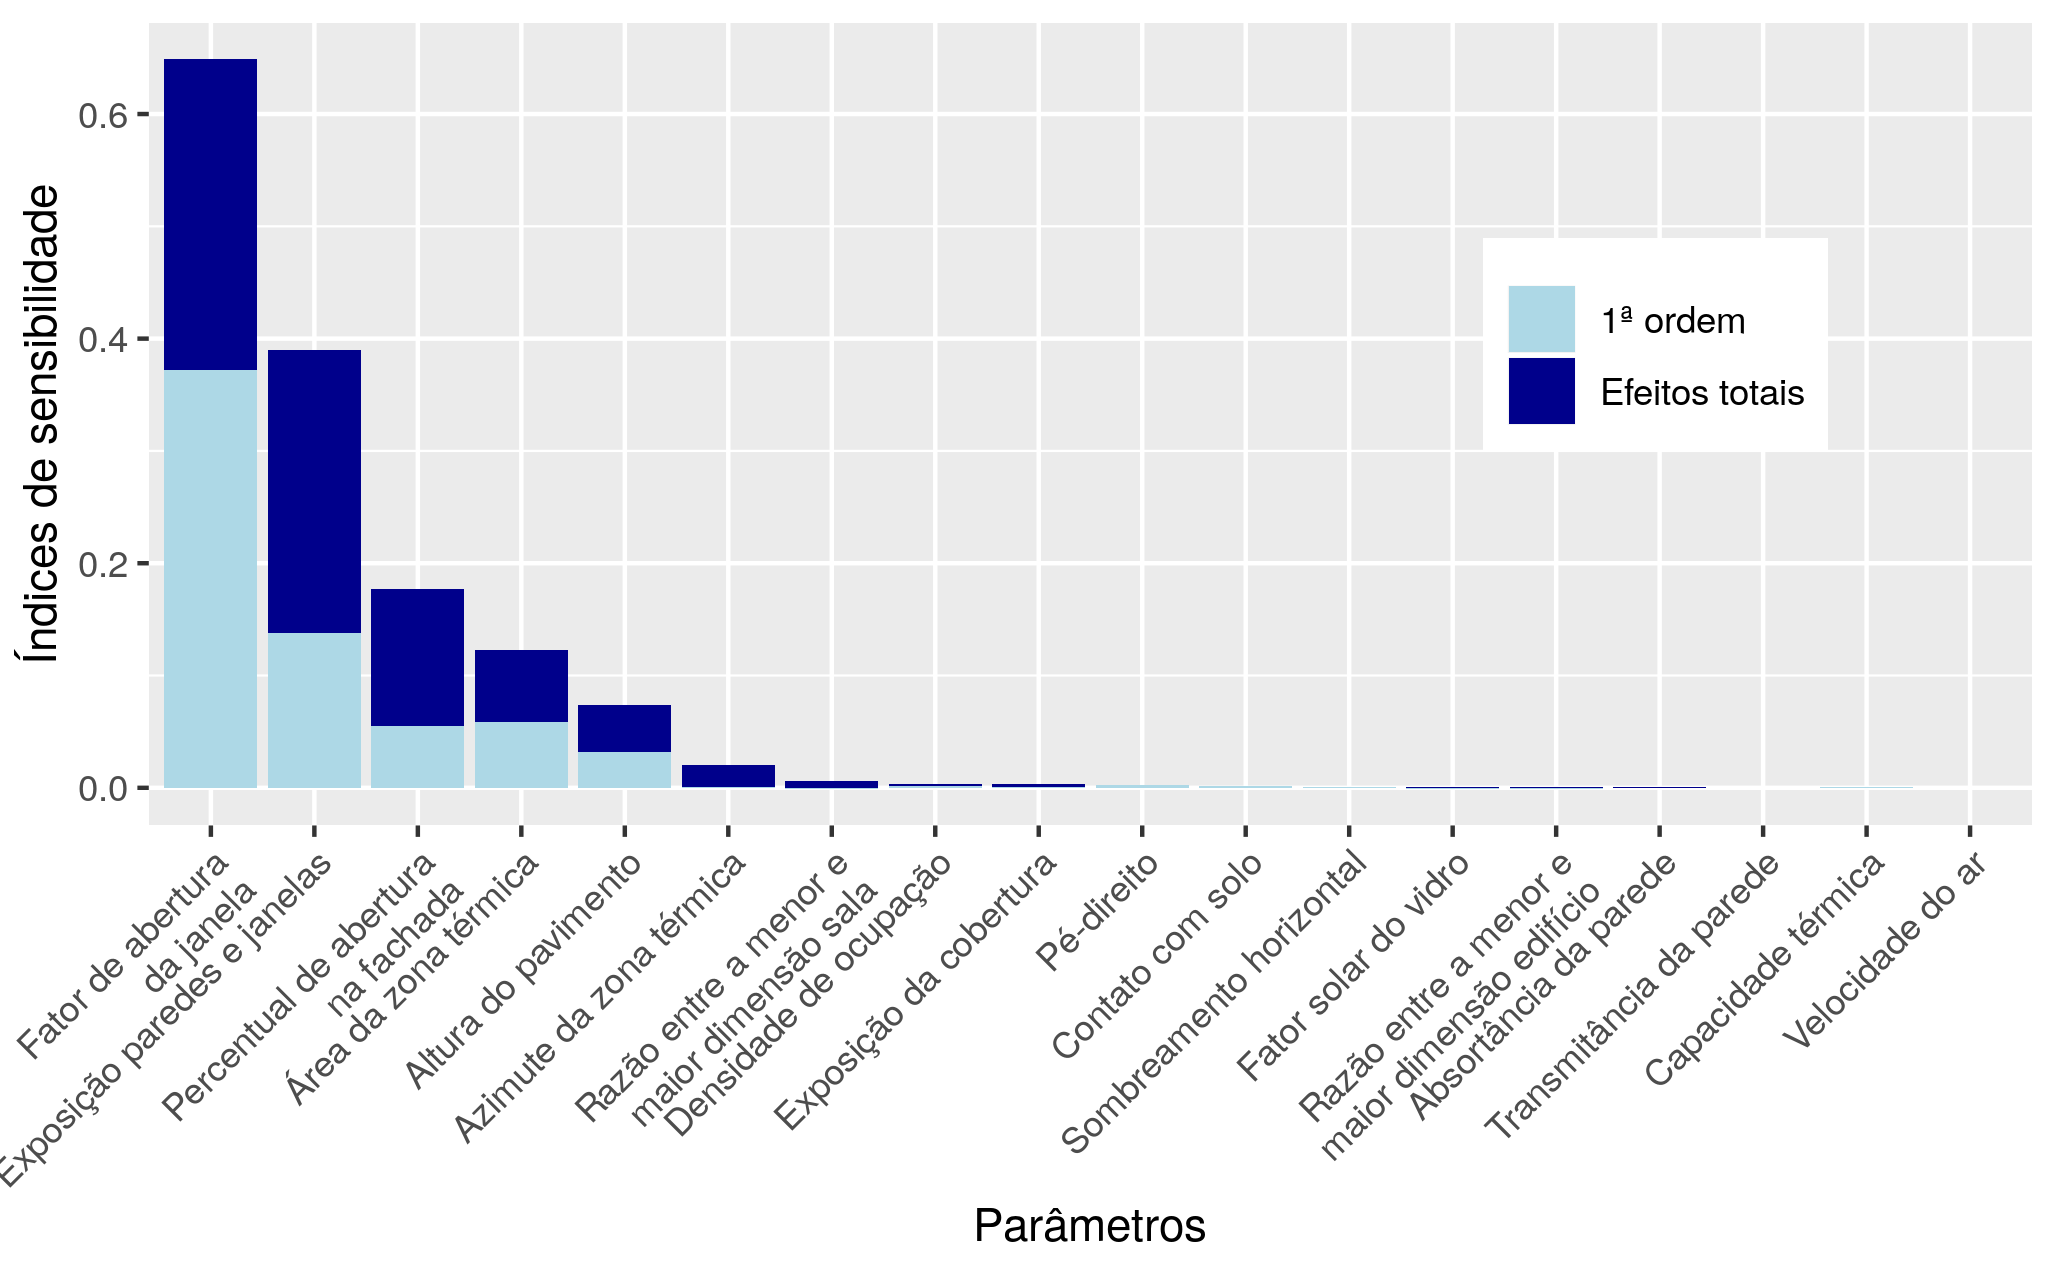 Índices de sensibilidade
0.6
0.4
0.2
0.0
1ª ordem
Efeitos totais
Fator de abertura
da janela
Exposição paredes e janelas
Percentual de abertura
na fachada
Área da zona térmica
Altura do pavimento
Azimute da zona térmica
Razão entre a menor e
maior dimensão sala
Densidade de ocupação
Exposição da cobertura
Pé-direito
Contato com solo
Sombreamento horizontal
Fator solar do vidro
Razão entre a menor e
maior dimensão edifício
Absortância da parede
Transmitância da parede
Capacidade térmica
Velocidade do ar
Parâmetros